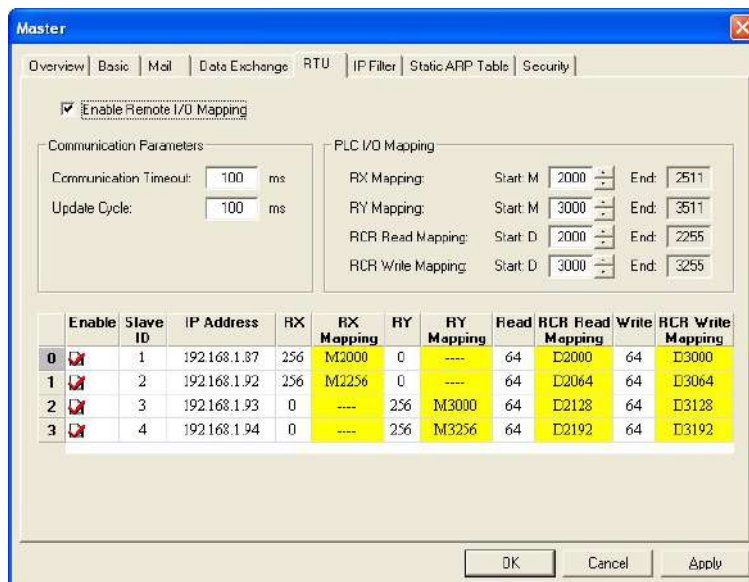 Master
Overview Basic Mail Data Exchange RTU IP Filter Static ARP Table Security
Enable Remote I/O Mapping
Communication Parameters
Communication Timeout: 100 ms
Update Cycle: 100 ms
PLC I/O Mapping
RX Mapping: Start: M 2000 End: 2511
RY Mapping: Start: M 3000 End: 3511
RCR Read Mapping: Start: D 2000 End: 2255
RCR Write Mapping: Start: D 3000 End: 3255
Enable Slave ID IP Address RX RX Mapping RY RY Mapping Read RCR Read Mapping Write RCR Write Mapping
0 1 192.168.1.87 256 M2000 0 ---- 64 D2000 64 D3000
1 2 192.168.1.92 256 M2256 0 ---- 64 D2064 64 D3064
2 3 192.168.1.93 0 ---- 256 M3000 64 D2128 64 D3128
3 4 192.168.1.94 0 ---- 256 M3256 64 D2192 64 D3192
OK Cancel Apply